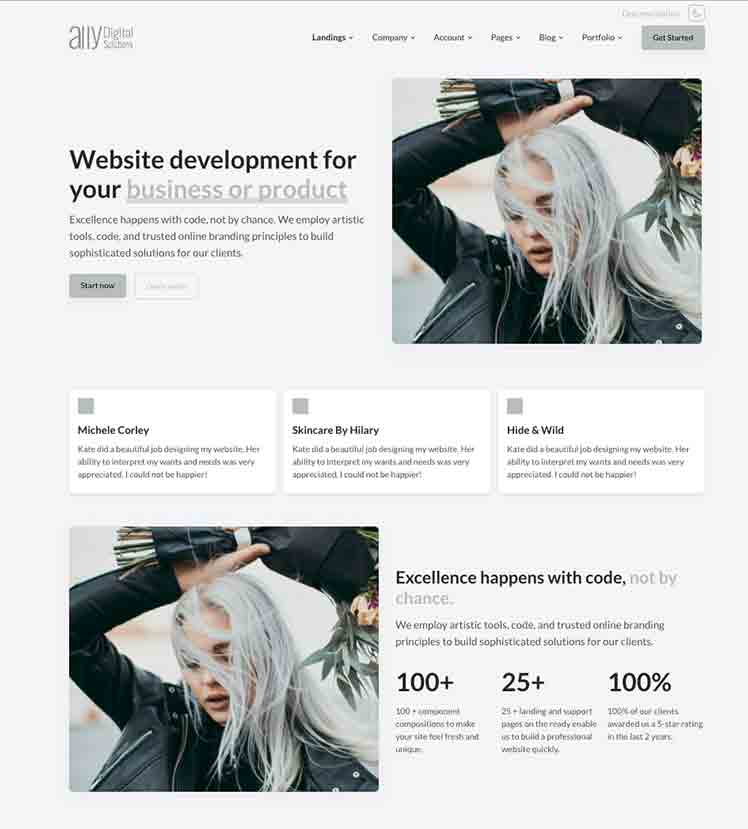 Documentation
ally Digital
Solutions
Landings Company Account Pages Blog Portfolio Get Started
Website development for
your business or product
Excellence happens with code, not by chance. We employ artistic
tools, code, and trusted online branding principles to build
sophisticated solutions for our clients.
Start now Learn more
Michele Corley
Kate did a beautiful job designing my website. Her
ability to interpret my wants and needs was very
appreciated. I could not be happier!
Skincare By Hilary
Kate did a beautiful job designing my website. Her
ability to interpret my wants and needs was very
appreciated. I could not be happier!
Hide & Wild
Kate did a beautiful job designing my website. Her
ability to interpret my wants and needs was very
appreciated. I could not be happier!
Excellence happens with code, not by
chance.
We employ artistic tools, code, and trusted online branding
principles to build sophisticated solutions for our clients.
100+
100 + component
compositions to make
your site feel fresh and
unique.
25+
25 + landing and support
pages on the ready enable
us to build a professional
website quickly.
100%
100% of our clients
awarded us a 5-star rating
in the last 2 years.